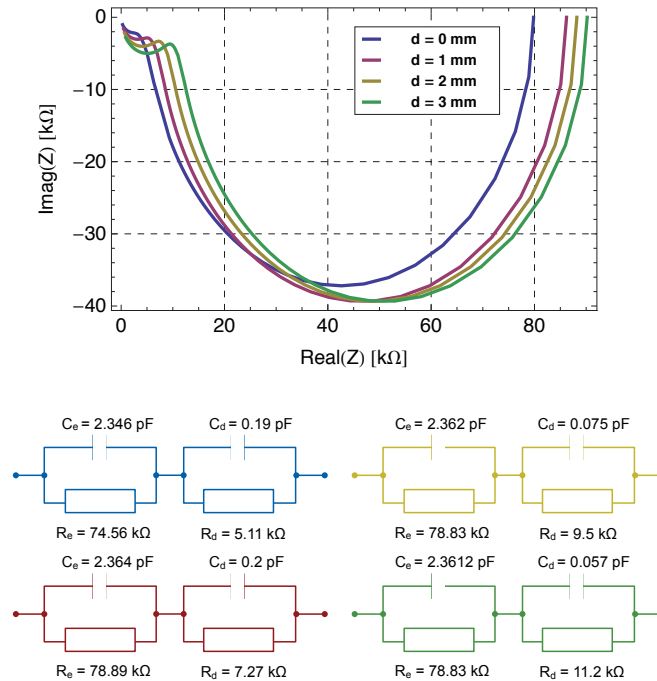 0
−10
−20
−30
−40
Imag(Z) [kΩ]
d = 0 mm
d = 1 mm
d = 2 mm
d = 3 mm
0 20 40 60 80
Real(Z) [kΩ]
Ce = 2.346 pF Cd = 0.19 pF
Re = 74.56 kΩ Rd = 5.11 kΩ
Ce = 2.362 pF Cd = 0.075 pF
Re = 78.83 kΩ Rd = 9.5 kΩ
Ce = 2.364 pF Cd = 0.2 pF
Re = 78.89 kΩ Rd = 7.27 kΩ
Ce = 2.3612 pF Cd = 0.057 pF
Re = 78.83 kΩ Rd = 11.2 kΩ